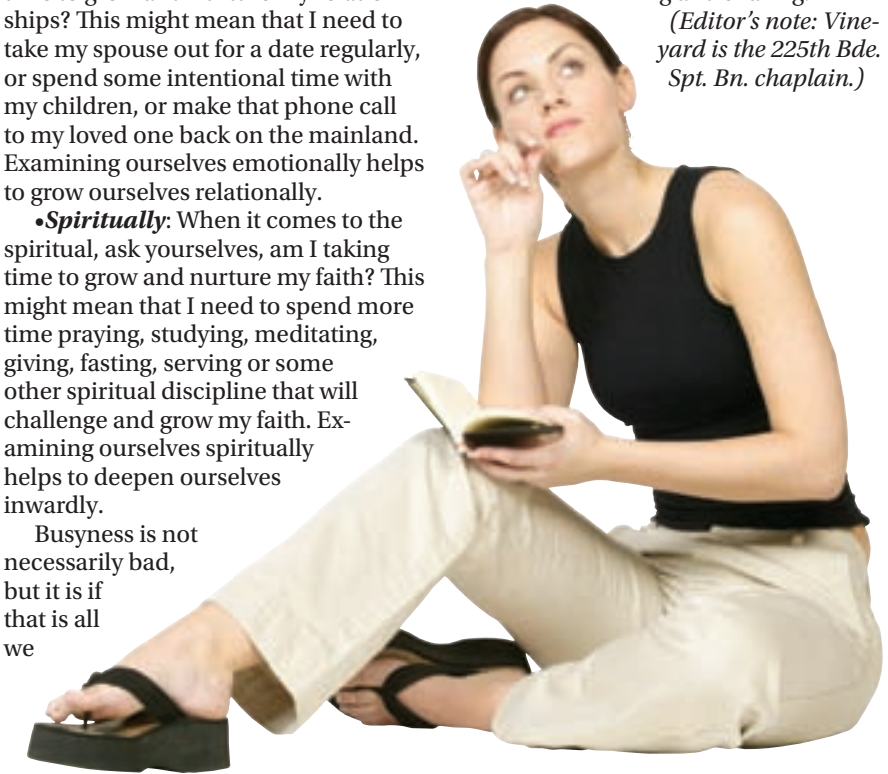 ships? This might mean that I need to
take my spouse out for a date regularly,
or spend some intentional time with
my children, or make that phone call
to my loved one back on the mainland.
Examining ourselves emotionally helps
to grow ourselves relationally.
•Spiritually: When it comes to the
spiritual, ask yourselves, am I taking
time to grow and nurture my faith? This
might mean that I need to spend more
time praying, studying, meditating,
giving, fasting, serving or some
other spiritual discipline that will
challenge and grow my faith. Ex-
amining ourselves spiritually
helps to deepen ourselves
inwardly.
Busyness is not
necessarily bad,
but it is if
that is all
we
(Editor’s note: Vine-
yard is the 225th Bde.
Spt. Bn. chaplain.)